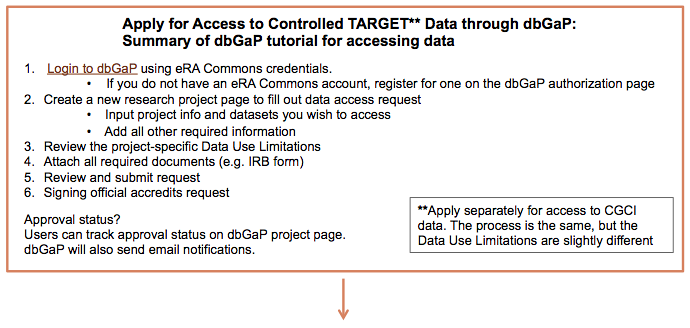 Apply for Access to Controlled TARGET** Data through dbGaP:
Summary of dbGaP tutorial for accessing data
1. Login to dbGaP using eRA Commons credentials.
• If you do not have an eRA Commons account, register for one on the dbGaP authorization page
2. Create a new research project page to fill out data access request
• Input project info and datasets you wish to access
• Add all other required information
3. Review the project-specific Data Use Limitations
4. Attach all required documents (e.g. IRB form)
5. Review and submit request
6. Signing official accredits request
Approval status?
Users can track approval status on dbGaP project page.
dbGaP will also send email notifications.
**Apply separately for access to CGCI
data. The process is the same, but the
Data Use Limitations are slightly different